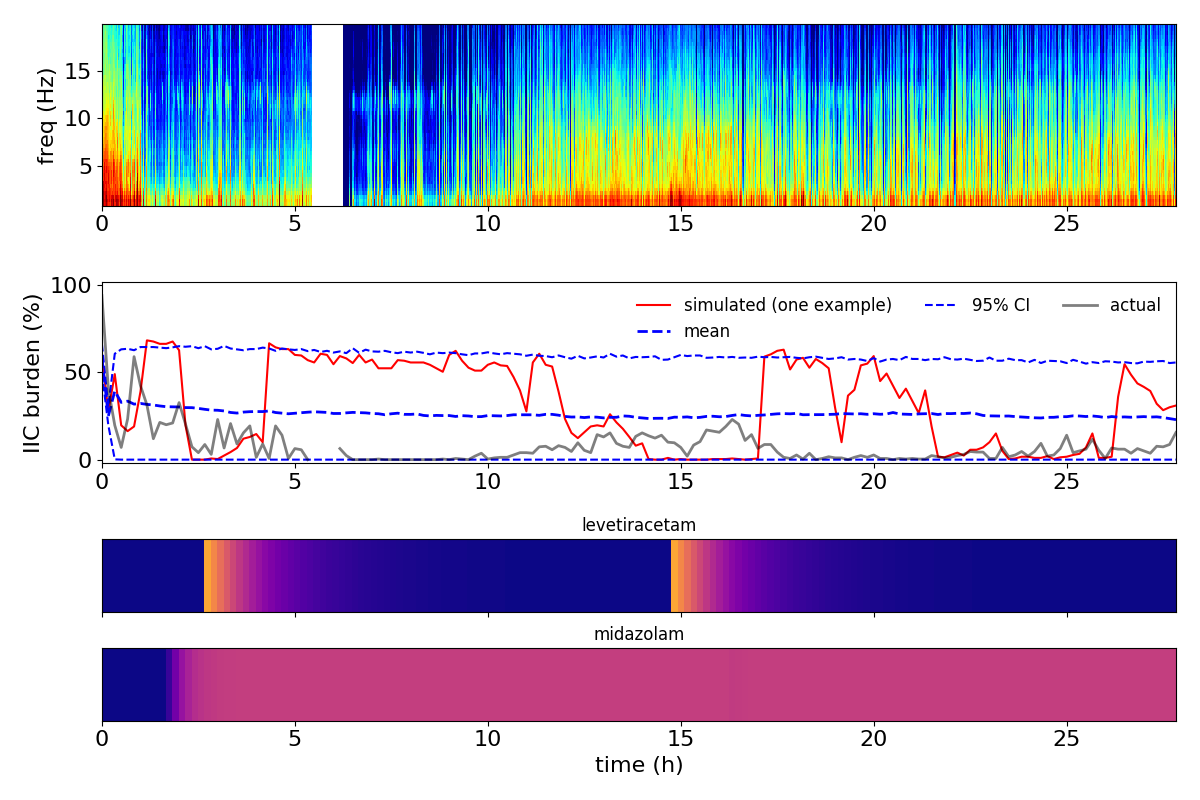 freq (Hz)
15
10
5
0 5 10 15 20 25
IIC burden (%)
100
50
0
simulated (one example) 95% CI actual
mean
0 5 10 15 20 25
levetiracetam
midazolam
0 5 10 15 20 25
time (h)